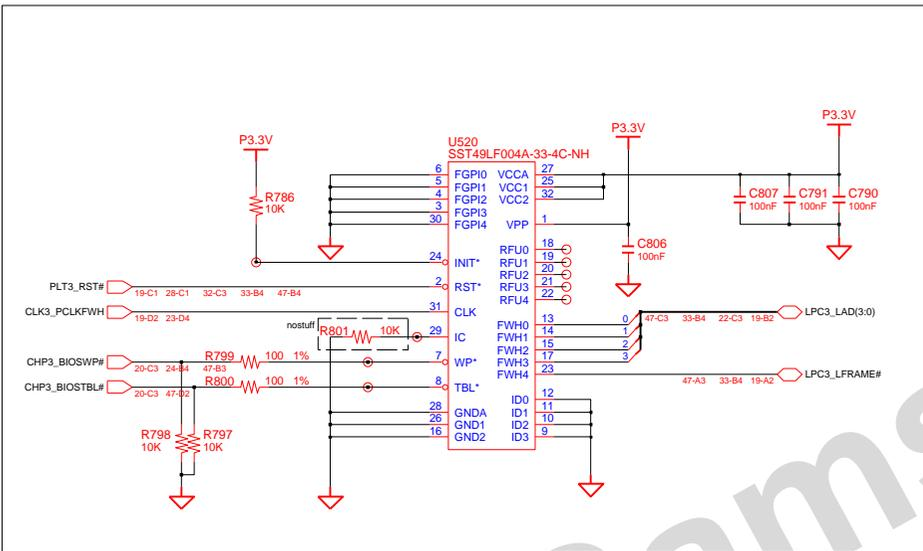 P3.3V
P3.3V
P3.3V
U520
SST49LF004A-33-4C-NH
R786
10K
6 FGPI0
5 FGPI1
4 FGPI2
3 FGPI3
30 FGPI4
VCCA 27
VCC1 25
VCC2 32
VPP 1
C807
100nF
C791
100nF
C790
100nF
C806
100nF
24 INIT*
RFU0 18
RFU1 19
RFU2 20
RFU3 21
RFU4 22
PLT3_RST#
19-C1 28-C1 32-C3 33-B4 47-B4
2 RST*
CLK3_PCLKFWH
19-D2 23-D4
31 CLK
nostuff
R801 10K
29 IC
FWH0 13 0
FWH1 14 1
FWH2 15 2
FWH3 17 3
FWH4 23
47-C3 33-B4 22-C3 19-B2
LPC3_LAD(3:0)
47-A3 33-B4 19-A2
LPC3_LFRAME#
CHP3_BIOSWP#
20-C3 24-B4 47-B3
R799 100 1%
7 WP*
CHP3_BIOSTBL#
20-C3 47-D2
R800 100 1%
8 TBL*
ID0 12
ID1 11
ID2 10
ID3 9
28 GNDA
26 GND1
16 GND2
R798
10K
R797
10K